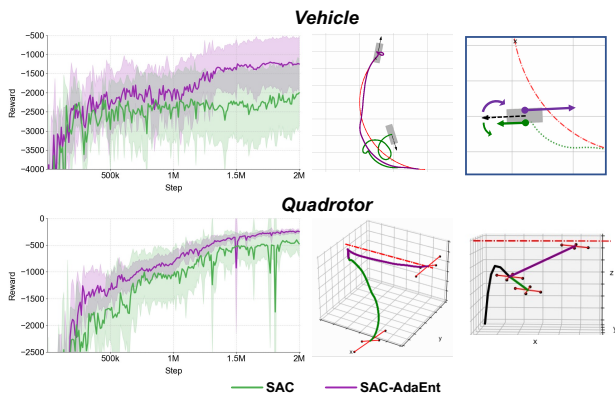 Vehicle
−500
−1000
−1500
−2000
−2500
−3000
−3500
−4000
Reward
500k
1M
1.5M
2M
Step
Quadrotor
0
−500
−1000
−1500
−2000
−2500
Reward
500k
1M
1.5M
2M
Step
x
y
z
x
y
SAC
SAC-AdaEnt